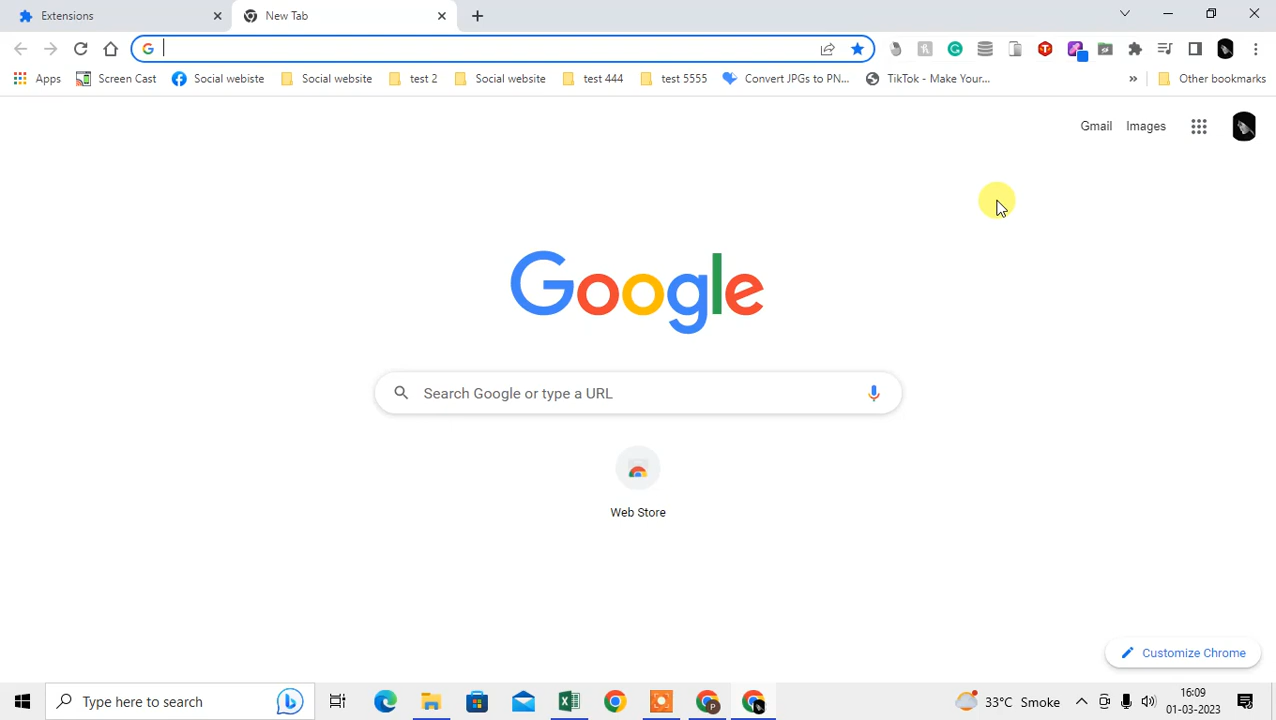 Extensions
New Tab
Apps
Screen Cast
Social webiste
Social website
test 2
Social website
test 444
test 5555
Convert JPGs to PN...
TikTok - Make Your...
»
Other bookmarks
Gmail
Images
Google
Search Google or type a URL
Web Store
Customize Chrome
Type here to search
33°C Smoke
16:09
01-03-2023